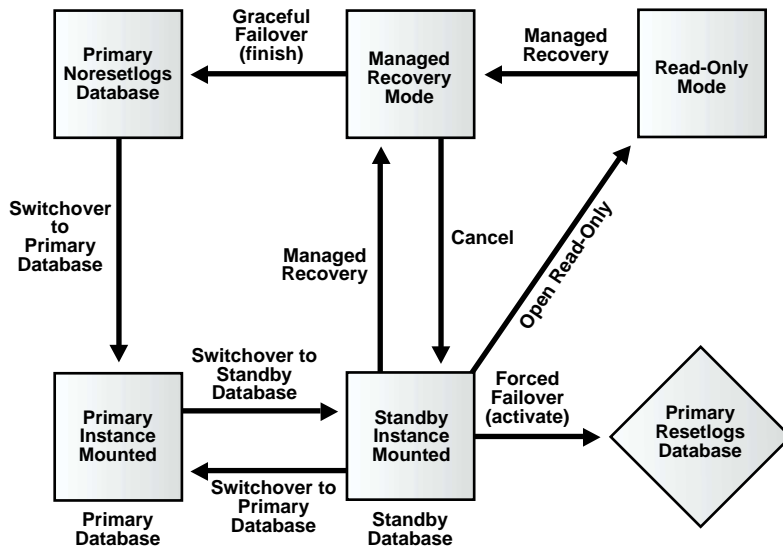 Graceful
Failover
(finish)
Primary
Noresetlogs
Database
Managed
Recovery
Mode
Managed
Recovery
Read-Only
Mode
Switchover
to
Primary
Database
Managed
Recovery
Cancel
Open Read-Only
Switchover to
Standby
Database
Primary
Instance
Mounted
Standby
Instance
Mounted
Forced
Failover
(activate)
Primary
Resetlogs
Database
Switchover to
Primary
Database
Primary Database
Standby Database